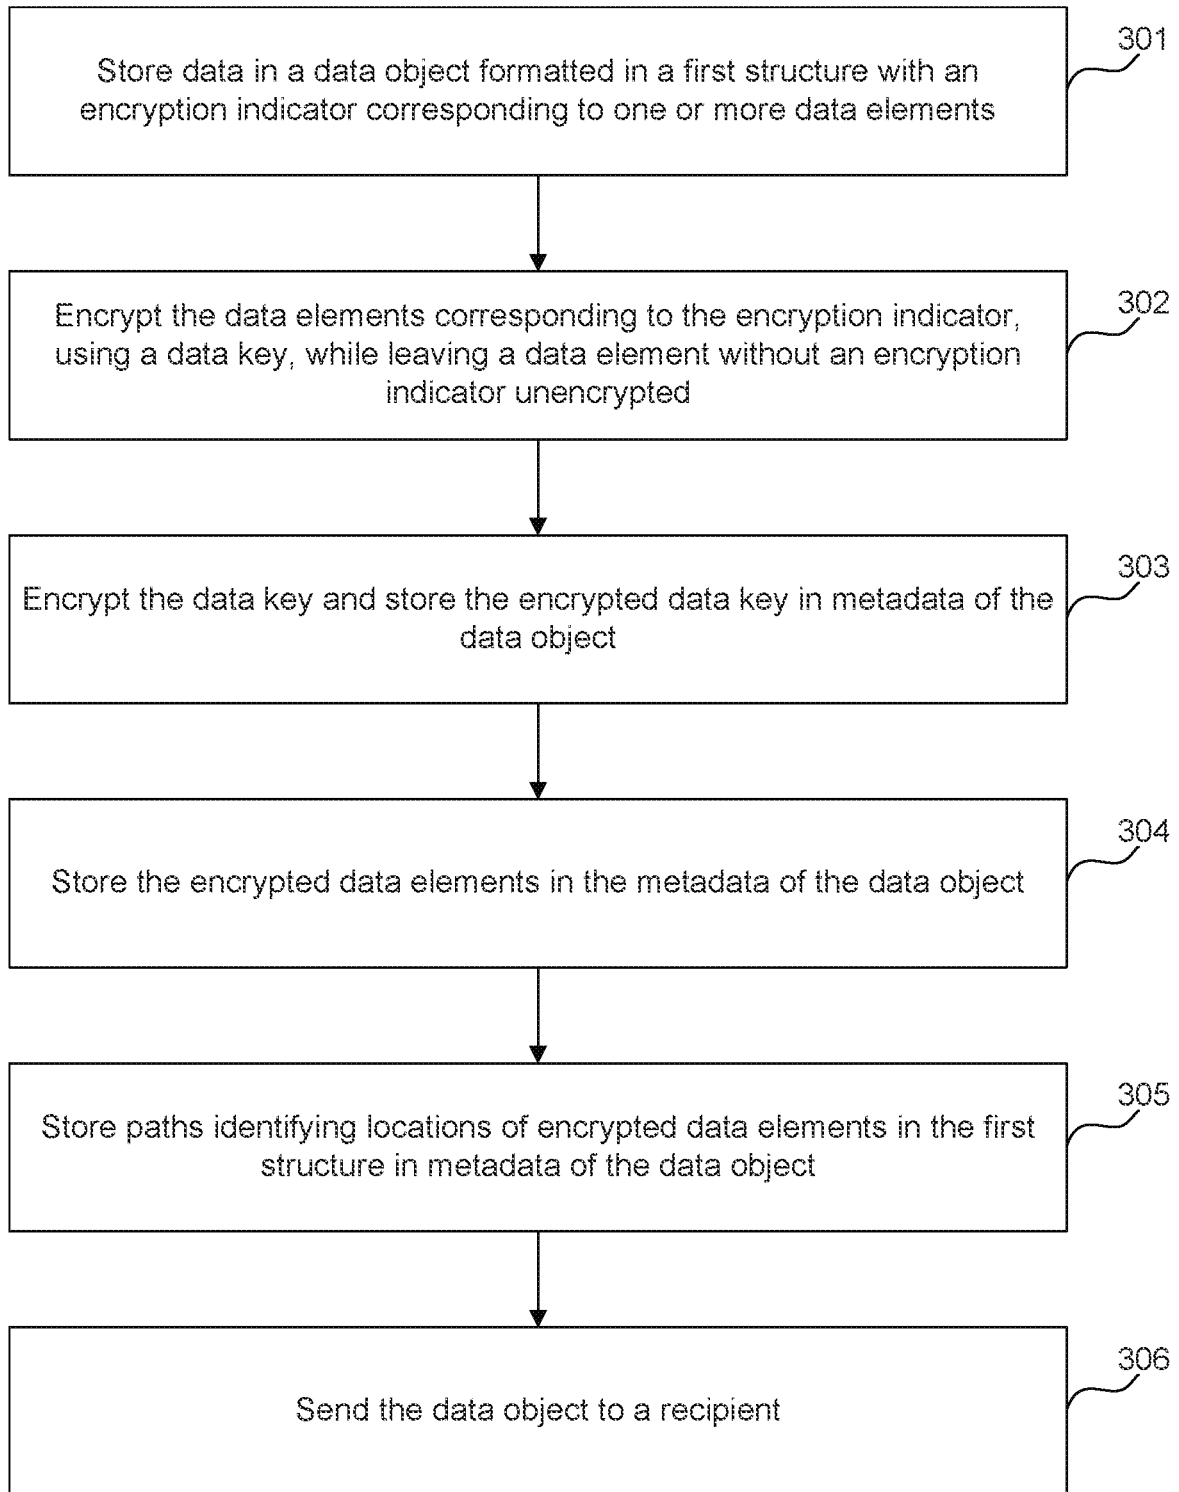 301
Store data in a data object formatted in a first structure with an
encryption indicator corresponding to one or more data elements
302
Encrypt the data elements corresponding to the encryption indicator,
using a data key, while leaving a data element without an encryption
indicator unencrypted
303
Encrypt the data key and store the encrypted data key in metadata of the
data object
304
Store the encrypted data elements in the metadata of the data object
305
Store paths identifying locations of encrypted data elements in the first
structure in metadata of the data object
306
Send the data object to a recipient